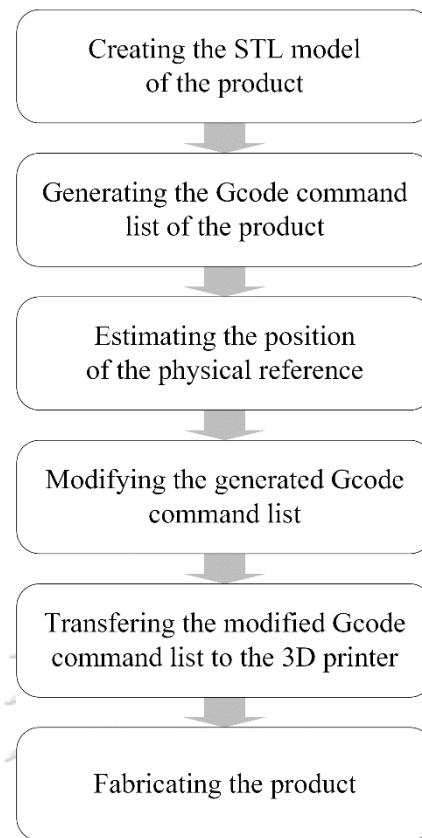 Creating the STL model
of the product
Generating the Gcode command
list of the product
Estimating the position
of the physical reference
Modifying the generated Gcode
command list
Transfering the modified Gcode
command list to the 3D printer
Fabricating the product